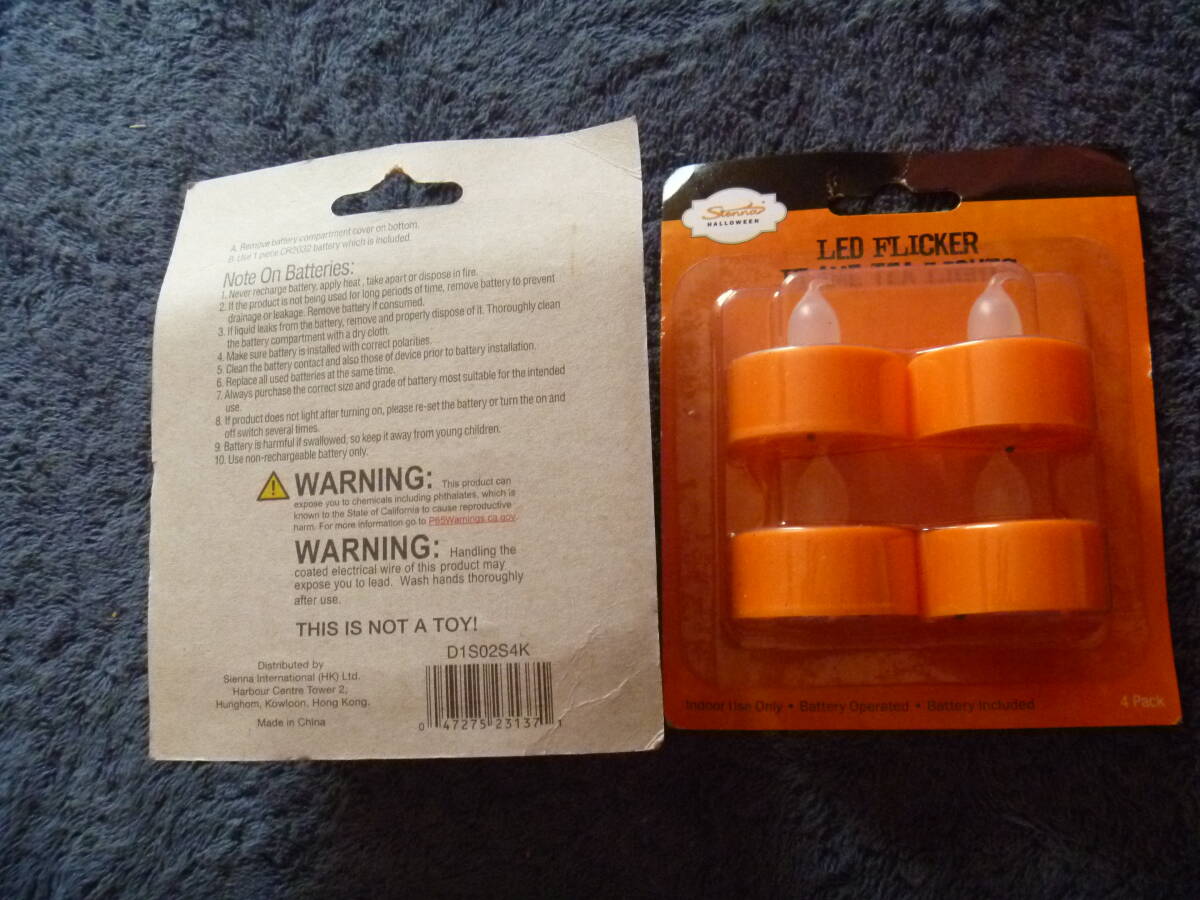 A. Remove battery compartment cover on bottom.
B. Use 1 piece CR2032 battery which is included.
Note On Batteries:
1. Never recharge battery, apply heat , take apart or dispose in fire.
2. If the product is not being used for long periods of time, remove battery to prevent
drainage or leakage. Remove battery if consumed.
3. If liquid leaks from the battery, remove and properly dispose of it. Thoroughly clean
the battery compartment with a dry cloth.
4. Make sure battery is installed with correct polarities.
5. Clean the battery contact and also those of device prior to battery installation.
6. Replace all used batteries at the same time.
7. Always purchase the correct size and grade of battery most suitable for the intended
use.
8. If product does not light after turning on, please re-set the battery or turn the on and
off switch several times.
9. Battery is harmful if swallowed, so keep it away from young children.
10. Use non-rechargeable battery only.
WARNING: This product can
expose you to chemicals including phthalates, which is
known to the State of California to cause reproductive
harm. For more information go to P65Warnings.ca.gov.
WARNING: Handling the
coated electrical wire of this product may
expose you to lead. Wash hands thoroughly
after use.
THIS IS NOT A TOY!
D1S02S4K
Distributed by
Sienna International (HK) Ltd.
Harbour Centre Tower 2,
Hunghom, Kowloon. Hong Kong.
Made in China
0 47275 23137 1
Sienna
HALLOWEEN
LED FLICKER
FLAME TEA LIGHTS
Indoor Use Only • Battery Operated • Battery Included
4 Pack